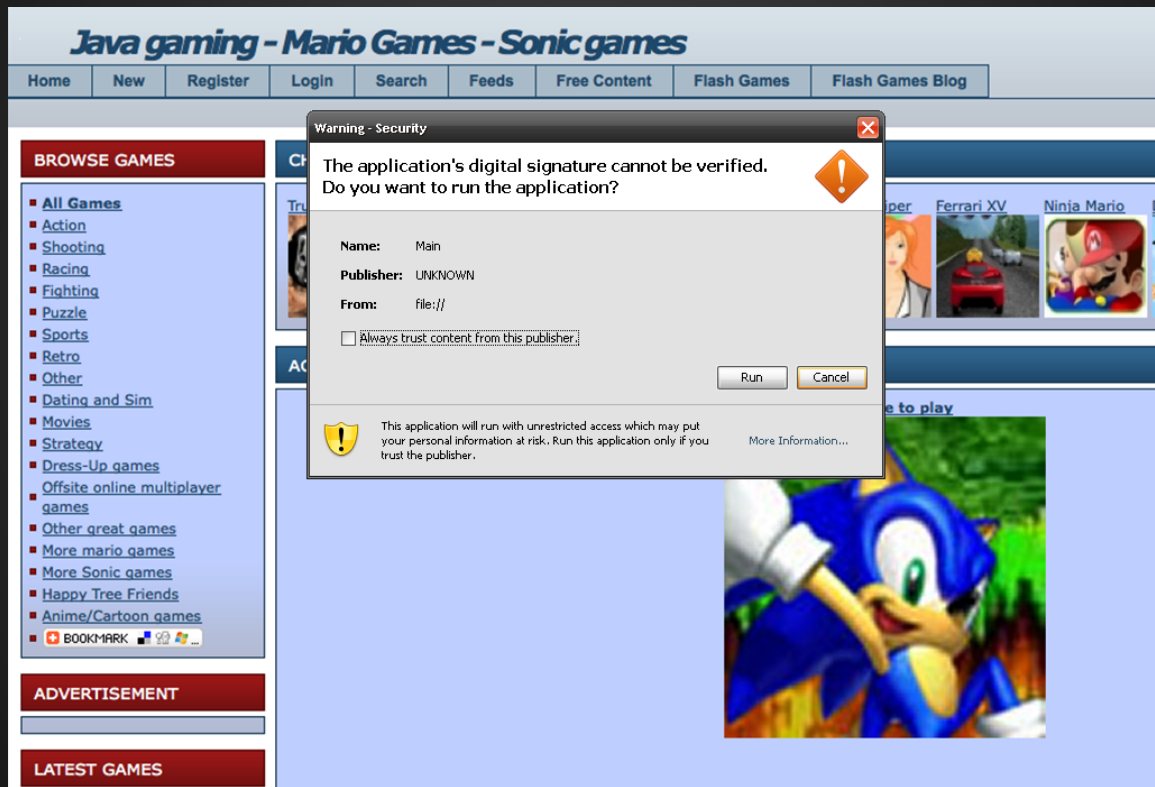 Java gaming - Mario Games - Sonic games
Home New Register Login Search Feeds Free Content Flash Games Flash Games Blog
Warning - Security
The application's digital signature cannot be verified.
Do you want to run the application?
Name: Main
Publisher: UNKNOWN
From: file://
Always trust content from this publisher.
Run Cancel
This application will run with unrestricted access which may put
your personal information at risk. Run this application only if you
trust the publisher.
More Information...
BROWSE GAMES
All Games
Action
Shooting
Racing
Fighting
Puzzle
Sports
Retro
Other
Dating and Sim
Movies
Strategy
Dress-Up games
Offsite online multiplayer
games
Other great games
More mario games
More Sonic games
Happy Tree Friends
Anime/Cartoon games
BOOKMARK
ADVERTISEMENT
LATEST GAMES
Ferrari XV Ninja Mario
to play